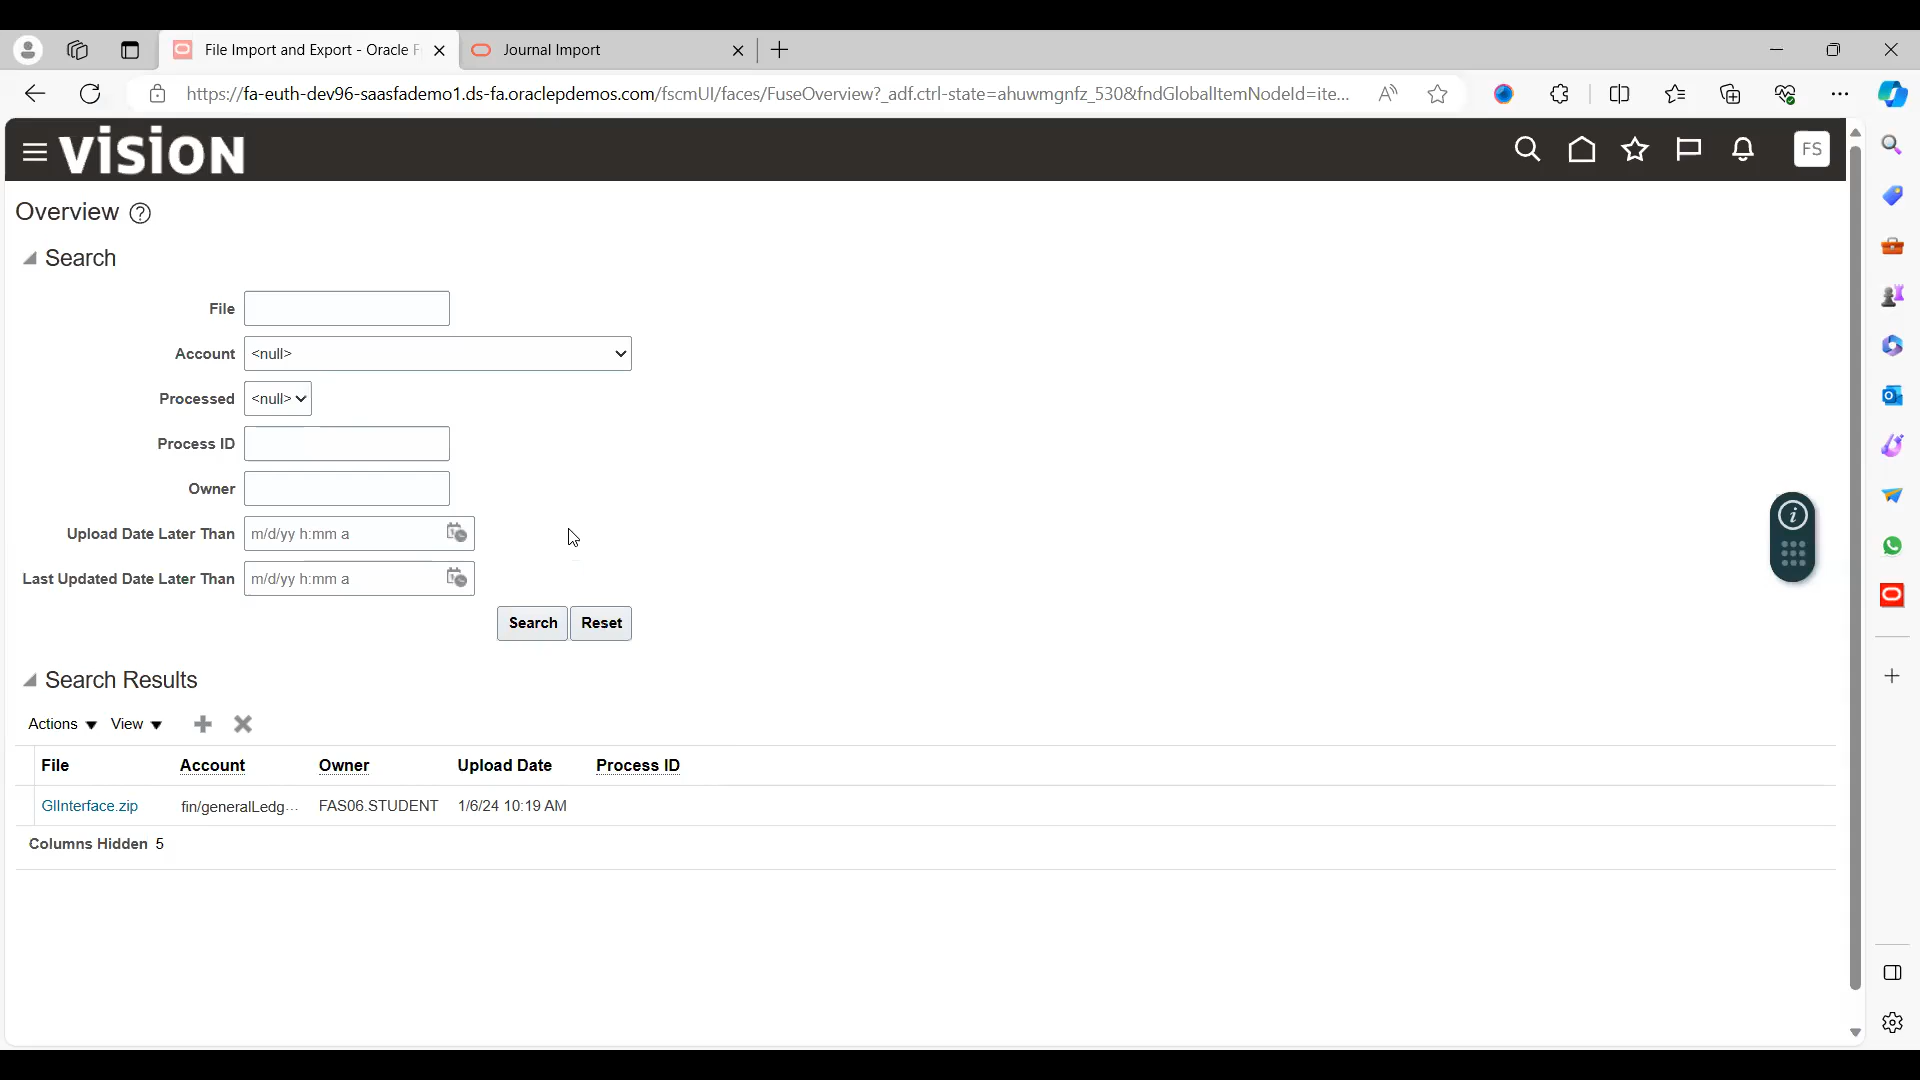 File Import and Export - Oracle F
Journal Import
https://fa-euth-dev96-saasfademo1.ds-fa.oraclepdemos.com/fscmUI/faces/FuseOverview?_adf.ctrl-state=ahuwmgnfz_530&fndGlobalItemNodeId=ite...
VISION
FS
Overview
Search
File
Account <null>
Processed <null>
Process ID
Owner
Upload Date Later Than m/d/yy h:mm a
Last Updated Date Later Than m/d/yy h:mm a
Search Reset
Search Results
Actions View
File Account Owner Upload Date Process ID
GlInterface.zip fin/generalLedg... FAS06.STUDENT 1/6/24 10:19 AM
Columns Hidden 5